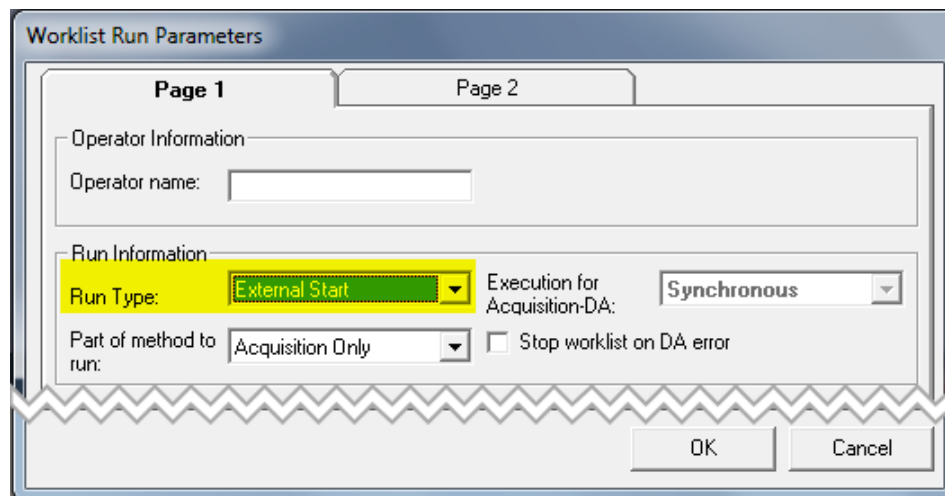 Worklist Run Parameters
Page 1
Page 2
Operator Information
Operator name:
Run Information
Run Type:
External Start
Execution for
Acquisition-DA:
Synchronous
Part of method to
run:
Acquisition Only
Stop worklist on DA error
OK
Cancel